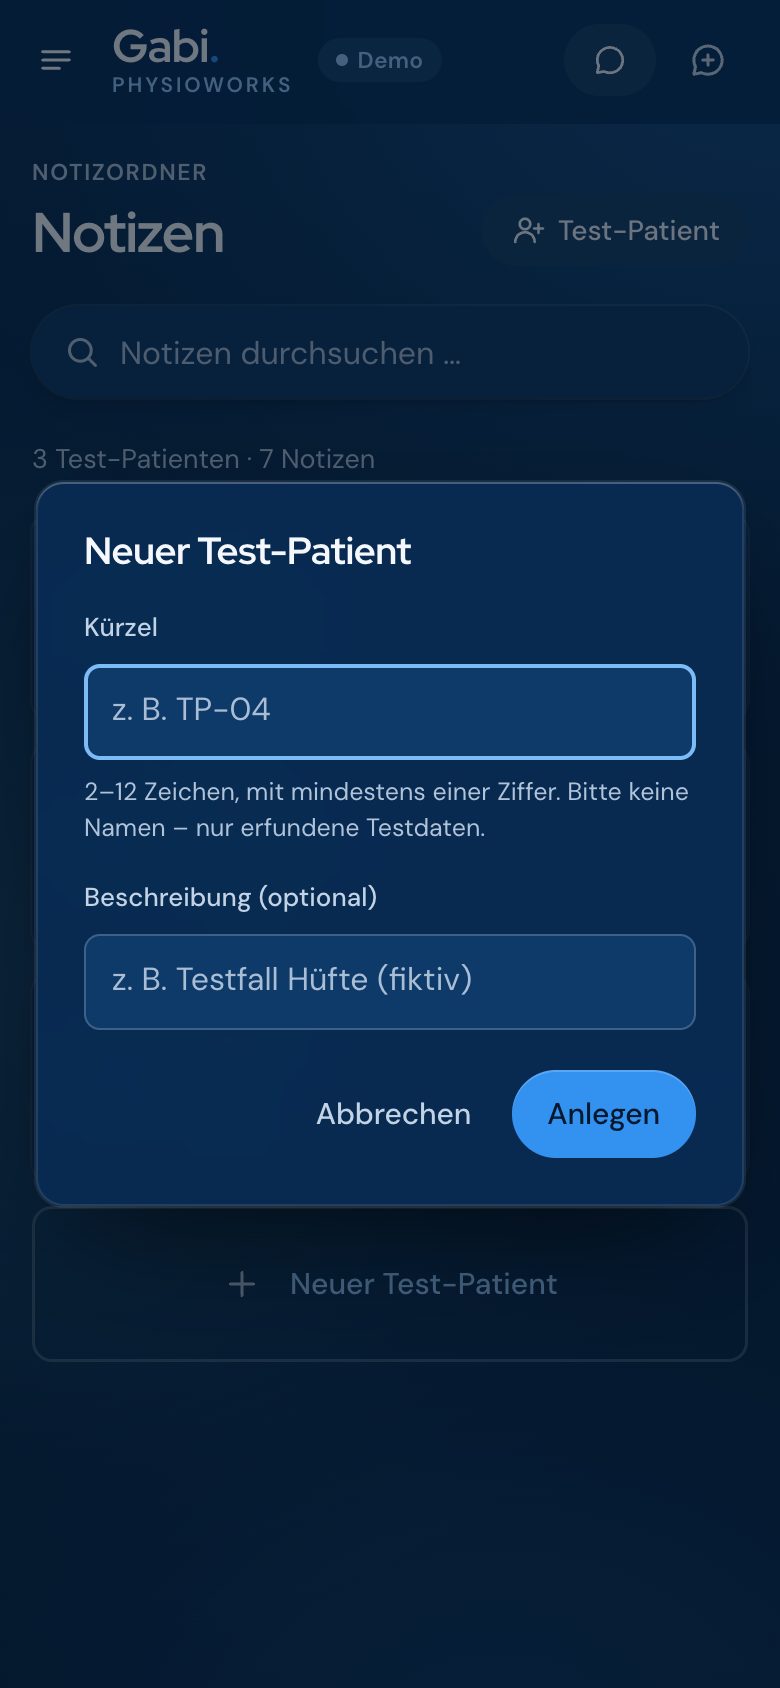 Gabi.
PHYSIOWORKS
Demo
NOTIZORDNER
Notizen
Test-Patient
Notizen durchsuchen ...
3 Test-Patienten · 7 Notizen
Neuer Test-Patient
Kürzel
z. B. TP-04
2–12 Zeichen, mit mindestens einer Ziffer. Bitte keine
Namen – nur erfundene Testdaten.
Beschreibung (optional)
z. B. Testfall Hüfte (fiktiv)
Abbrechen
Anlegen
Neuer Test-Patient